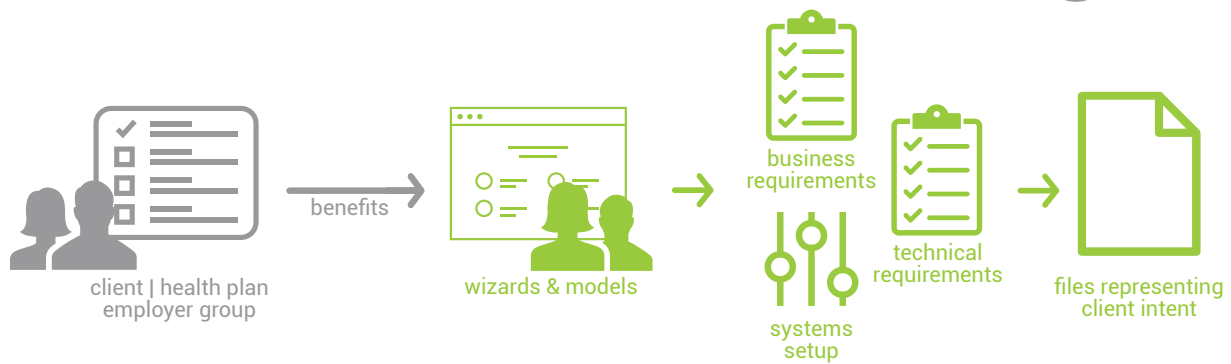 client | health plan
employer group
benefits
wizards & models
business
requirements
systems
setup
technical
requirements
files representing
client intent